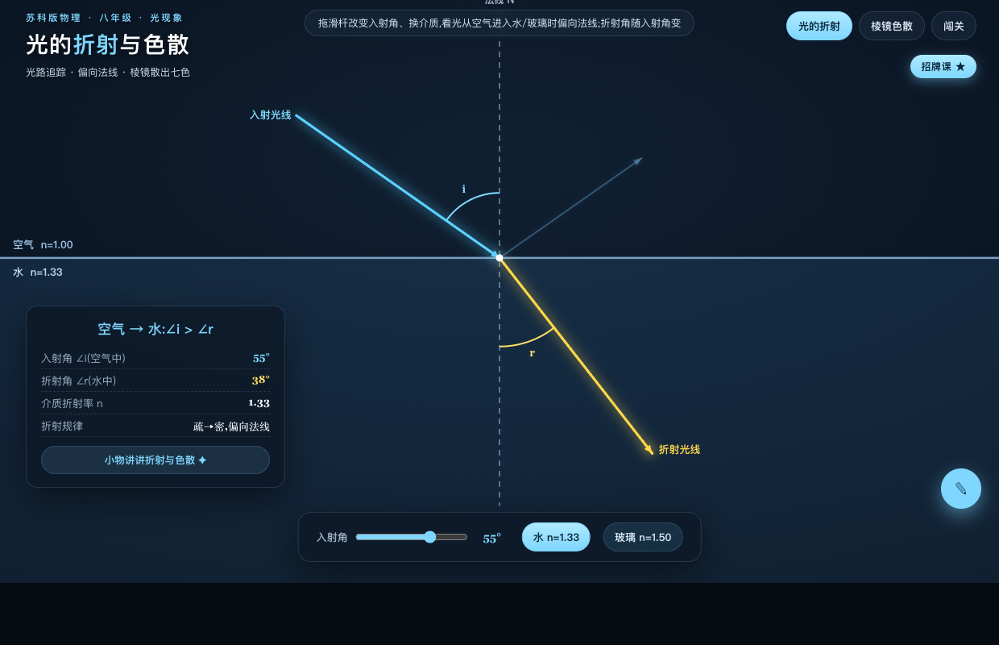 苏科版物理 · 八年级 · 光现象
光的折射与色散
光路追踪 · 偏向法线 · 棱镜散出七色
法线 N
拖滑杆改变入射角、换介质,看光从空气进入水/玻璃时偏向法线;折射角随入射角变
光的折射
棱镜色散
闯关
招牌课 ★
入射光线
i
空气 n=1.00
水 n=1.33
空气 → 水:∠i > ∠r
入射角 ∠i(空气中) 55°
折射角 ∠r(水中) 38°
介质折射率 n 1.33
折射规律 疏→密,偏向法线
小物讲讲折射与色散 ✦
r
折射光线
✎
入射角 55°
水 n=1.33
玻璃 n=1.50